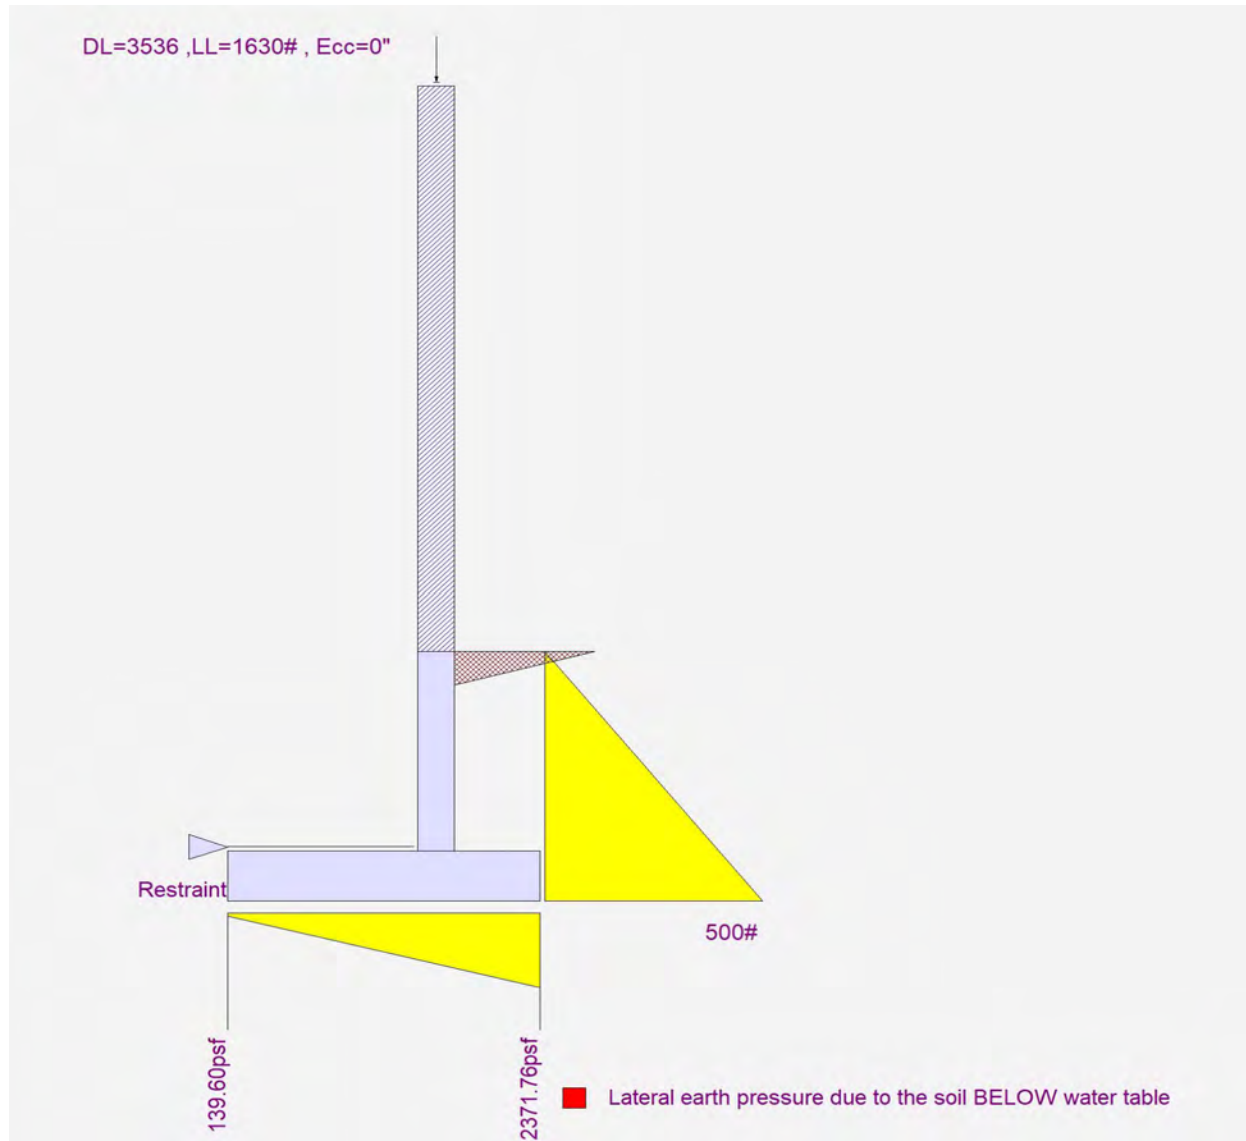 DL=3536 ,LL=1630# , Ecc=0"
Restraint
500#
139.60psf
2371.76psf
Lateral earth pressure due to the soil BELOW water table